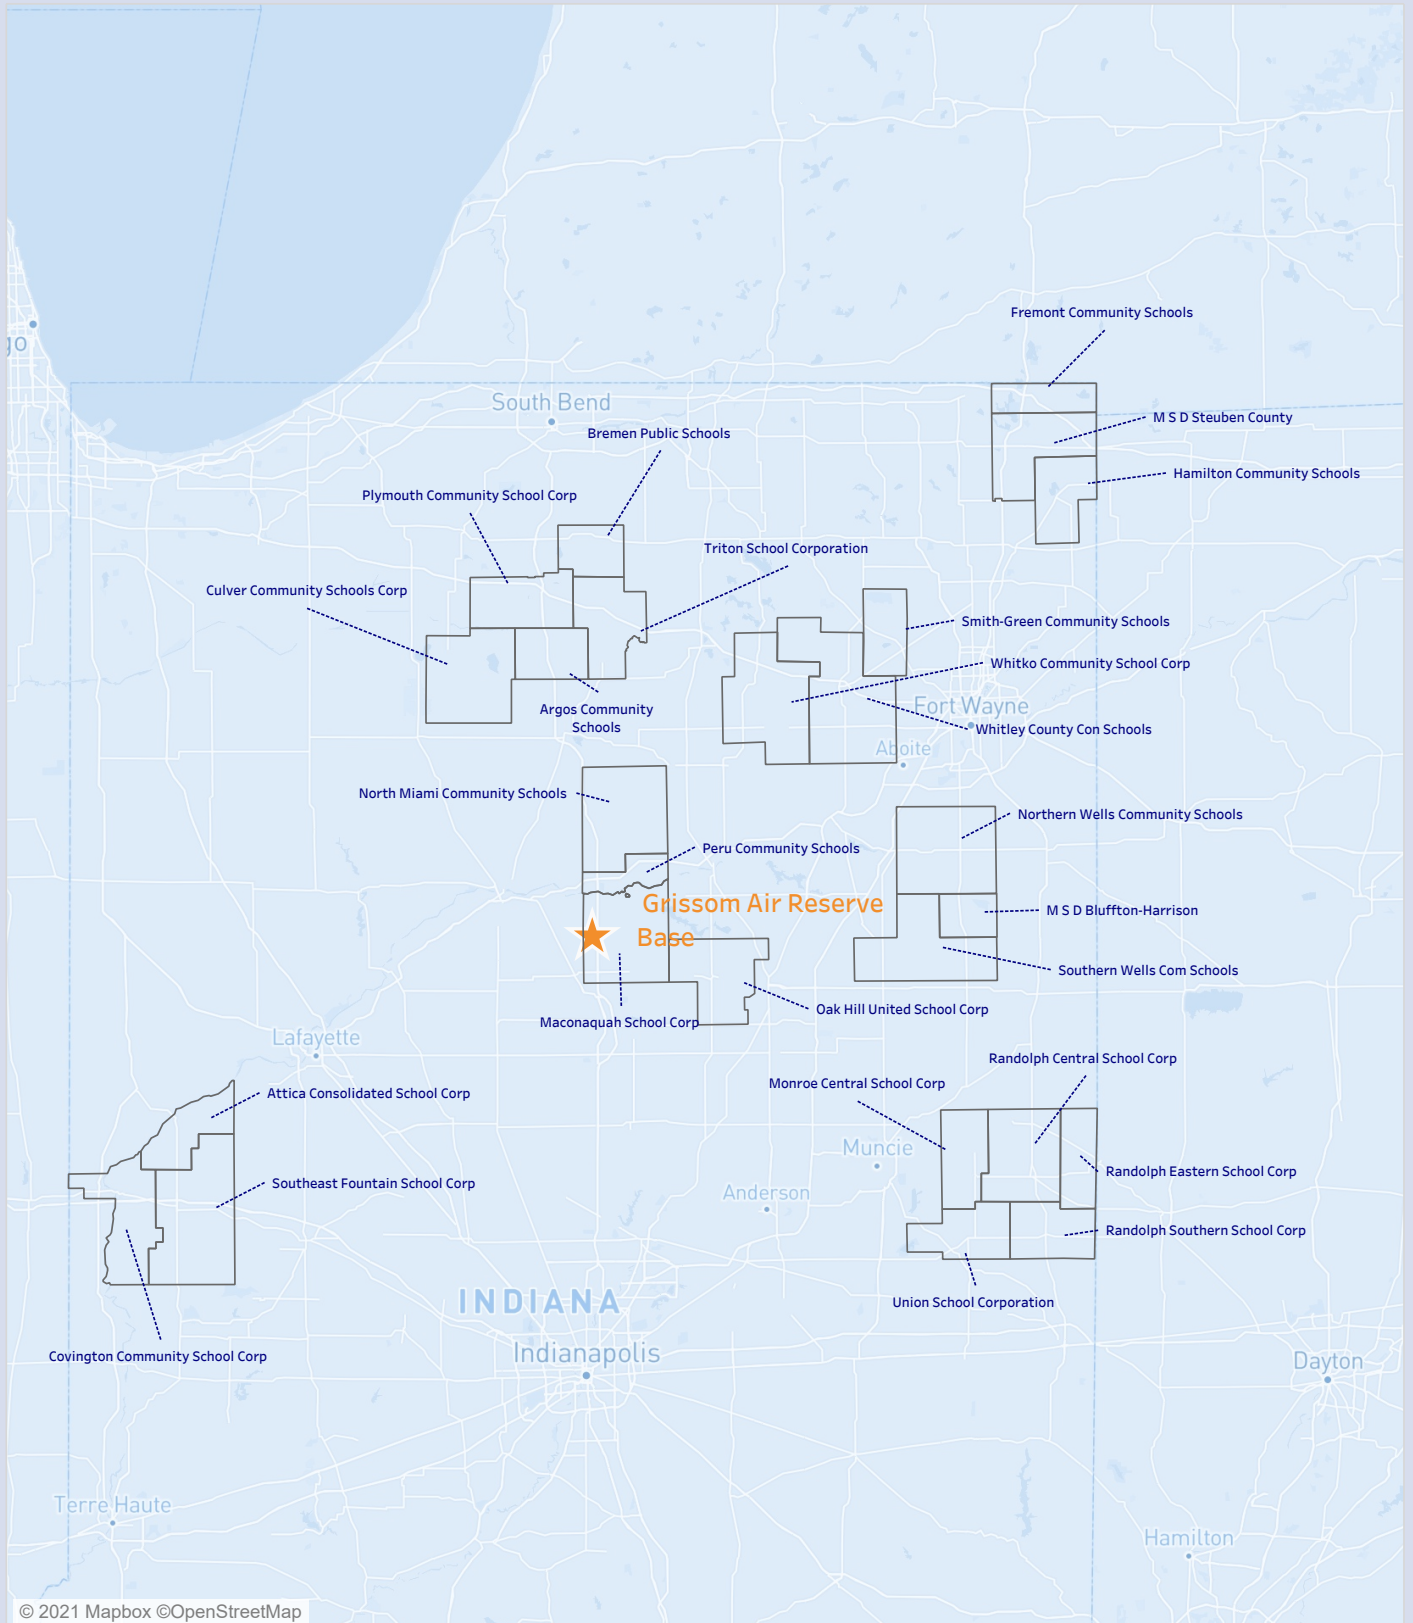 Fremont Community Schools
go
South Bend
M S D Steuben County
Bremen Public Schools
Hamilton Community Schools
Plymouth Community School Corp
Triton School Corporation
Culver Community Schools Corp
Smith-Green Community Schools
Whitko Community School Corp
Argos Community
Schools
Fort Wayne
Whitley County Con Schools
Aboite
North Miami Community Schools
Northern Wells Community Schools
Peru Community Schools
Grissom Air Reserve
Base
M S D Bluffton-Harrison
Southern Wells Com Schools
Oak Hill United School Corp
Maconaquah School Corp
Lafayette
Randolph Central School Corp
Monroe Central School Corp
Attica Consolidated School Corp
Muncie
Randolph Eastern School Corp
Southeast Fountain School Corp
Anderson
Randolph Southern School Corp
INDIANA
Union School Corporation
Indianapolis
Covington Community School Corp
Dayton
Terre Haute
Hamilton
© 2021 Mapbox ©OpenStreetMap